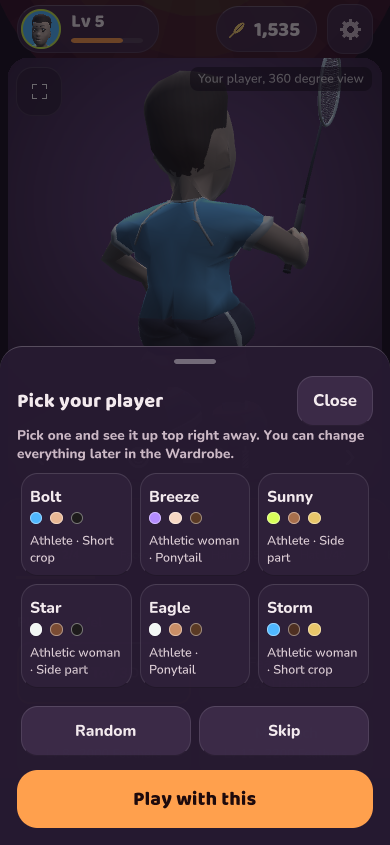 Lv 5
1,535
Your player, 360 degree view
Pick your player
Close
Pick one and see it up top right away. You can change
everything later in the Wardrobe.
Bolt
Athlete · Short
crop
Breeze
Athletic woman
· Ponytail
Sunny
Athlete · Side
part
Star
Athletic woman
· Side part
Eagle
Athlete ·
Ponytail
Storm
Athletic woman
· Short crop
Random
Skip
Play with this